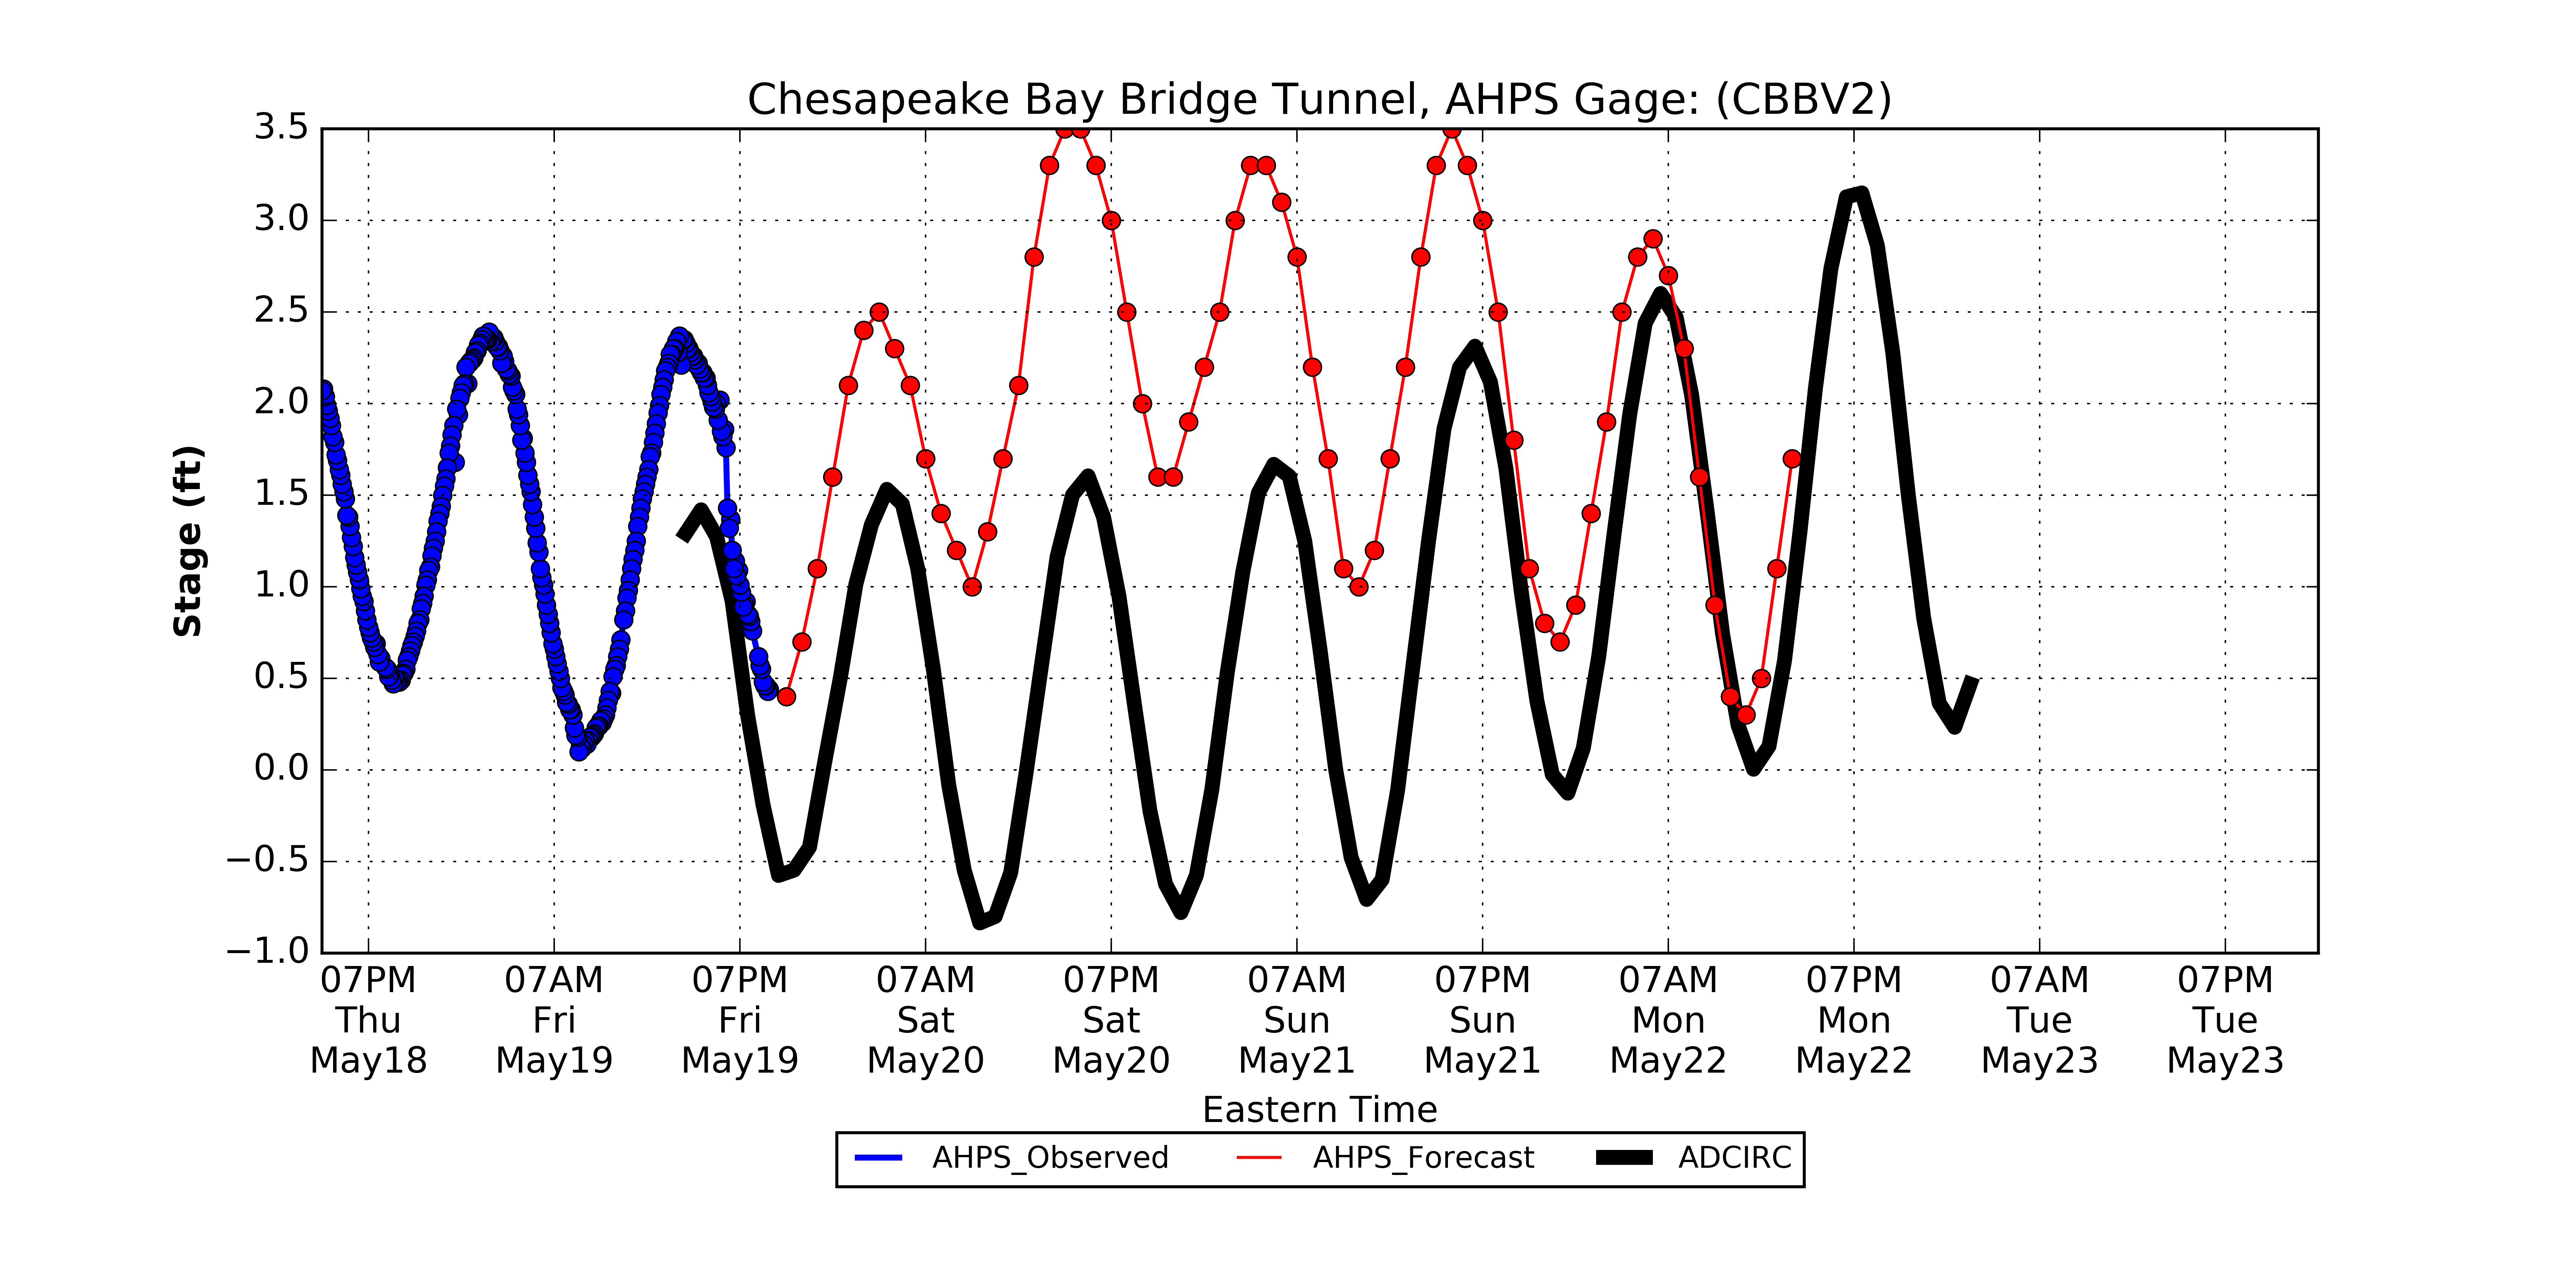 Chesapeake Bay Bridge Tunnel, AHPS Gage: (CBBV2)
3.5
3.0
2.5
2.0
1.5
1.0
0.5
0.0
−0.5
−1.0
Stage (ft)
07PM 07AM 07PM 07AM 07PM 07AM 07PM 07AM 07PM 07AM 07PM
Thu Fri Fri Sat Sat Sun Sun Mon Mon Tue Tue
May18 May19 May19 May20 May20 May21 May21 May22 May22 May23 May23
Eastern Time
AHPS_Observed AHPS_Forecast ADCIRC